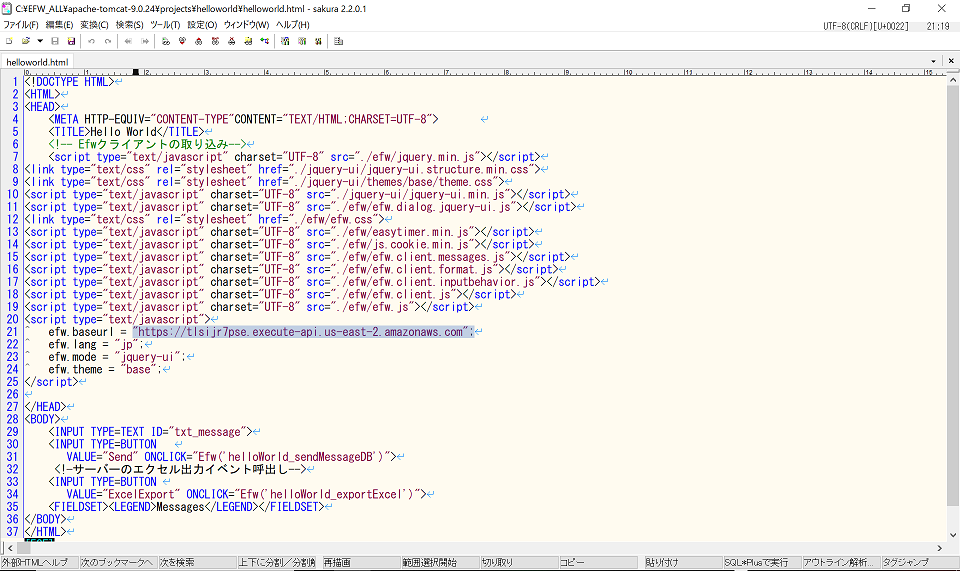 C:¥EFW_ALL¥apache-tomcat-9.0.24¥projects¥helloworld¥helloworld.html - sakura 2.2.0.1
ファイル(F) 編集(E) 変換(C) 検索(S) ツール(T) 設定(O) ウィンドウ(W) ヘルプ(H)
UTF-8(CRLF)[U+0022] 21:19
helloworld.html
0 1 2 3 4 5 6 7 8 9 10 11 12 13 14 15
1 <!DOCTYPE HTML>
2 <HTML>
3 <HEAD>
4 <META HTTP-EQUIV="CONTENT-TYPE"CONTENT="TEXT/HTML;CHARSET=UTF-8">
5 <TITLE>Hello World</TITLE>
6 <!-- Efwクライアントの取り込み-->
7 <script type="text/javascript" charset="UTF-8" src="./efw/jquery.min.js"></script>
8 <link type="text/css" rel="stylesheet" href="./jquery-ui/jquery-ui.structure.min.css">
9 <link type="text/css" rel="stylesheet" href="./jquery-ui/themes/base/theme.css">
10 <script type="text/javascript" charset="UTF-8" src="./jquery-ui/jquery-ui.min.js"></script>
11 <script type="text/javascript" charset="UTF-8" src="./efw/efw.dialog.jquery-ui.js"></script>
12 <link type="text/css" rel="stylesheet" href="./efw/efw.css">
13 <script type="text/javascript" charset="UTF-8" src="./efw/easytimer.min.js"></script>
14 <script type="text/javascript" charset="UTF-8" src="./efw/js.cookie.min.js"></script>
15 <script type="text/javascript" charset="UTF-8" src="./efw/efw.client.messages.js"></script>
16 <script type="text/javascript" charset="UTF-8" src="./efw/efw.client.format.js"></script>
17 <script type="text/javascript" charset="UTF-8" src="./efw/efw.client.inputbehavior.js"></script>
18 <script type="text/javascript" charset="UTF-8" src="./efw/efw.client.js"></script>
19 <script type="text/javascript" charset="UTF-8" src="./efw/efw.js"></script>
20 <script type="text/javascript">
21 ^ efw.baseurl = "https://tlsijr7pse.execute-api.us-east-2.amazonaws.com";
22 ^ efw.lang = "jp";
23 ^ efw.mode = "jquery-ui";
24 ^ efw.theme = "base";
25 </script>
26
27 </HEAD>
28 <BODY>
29 <INPUT TYPE=TEXT ID="txt_message">
30 <INPUT TYPE=BUTTON
31 VALUE="Send" ONCLICK="Efw('helloWorld_sendMessageDB')">
32 <!-サーバーのエクセル出力イベント呼出し-->
33 <INPUT TYPE=BUTTON
34 VALUE="ExcelExport" ONCLICK="Efw('helloWorld_exportExcel')">
35 <FIELDSET><LEGEND>Messages</LEGEND></FIELDSET>
36 </BODY>
37 </HTML>
外部HTMLヘルプ 次のブックマークへ 次を検索 上下に分割/分割解 再描画 範囲選択開始 切り取り コピー 貼り付け SQL*Plusで実行 アウトライン解析... タグジャンプ